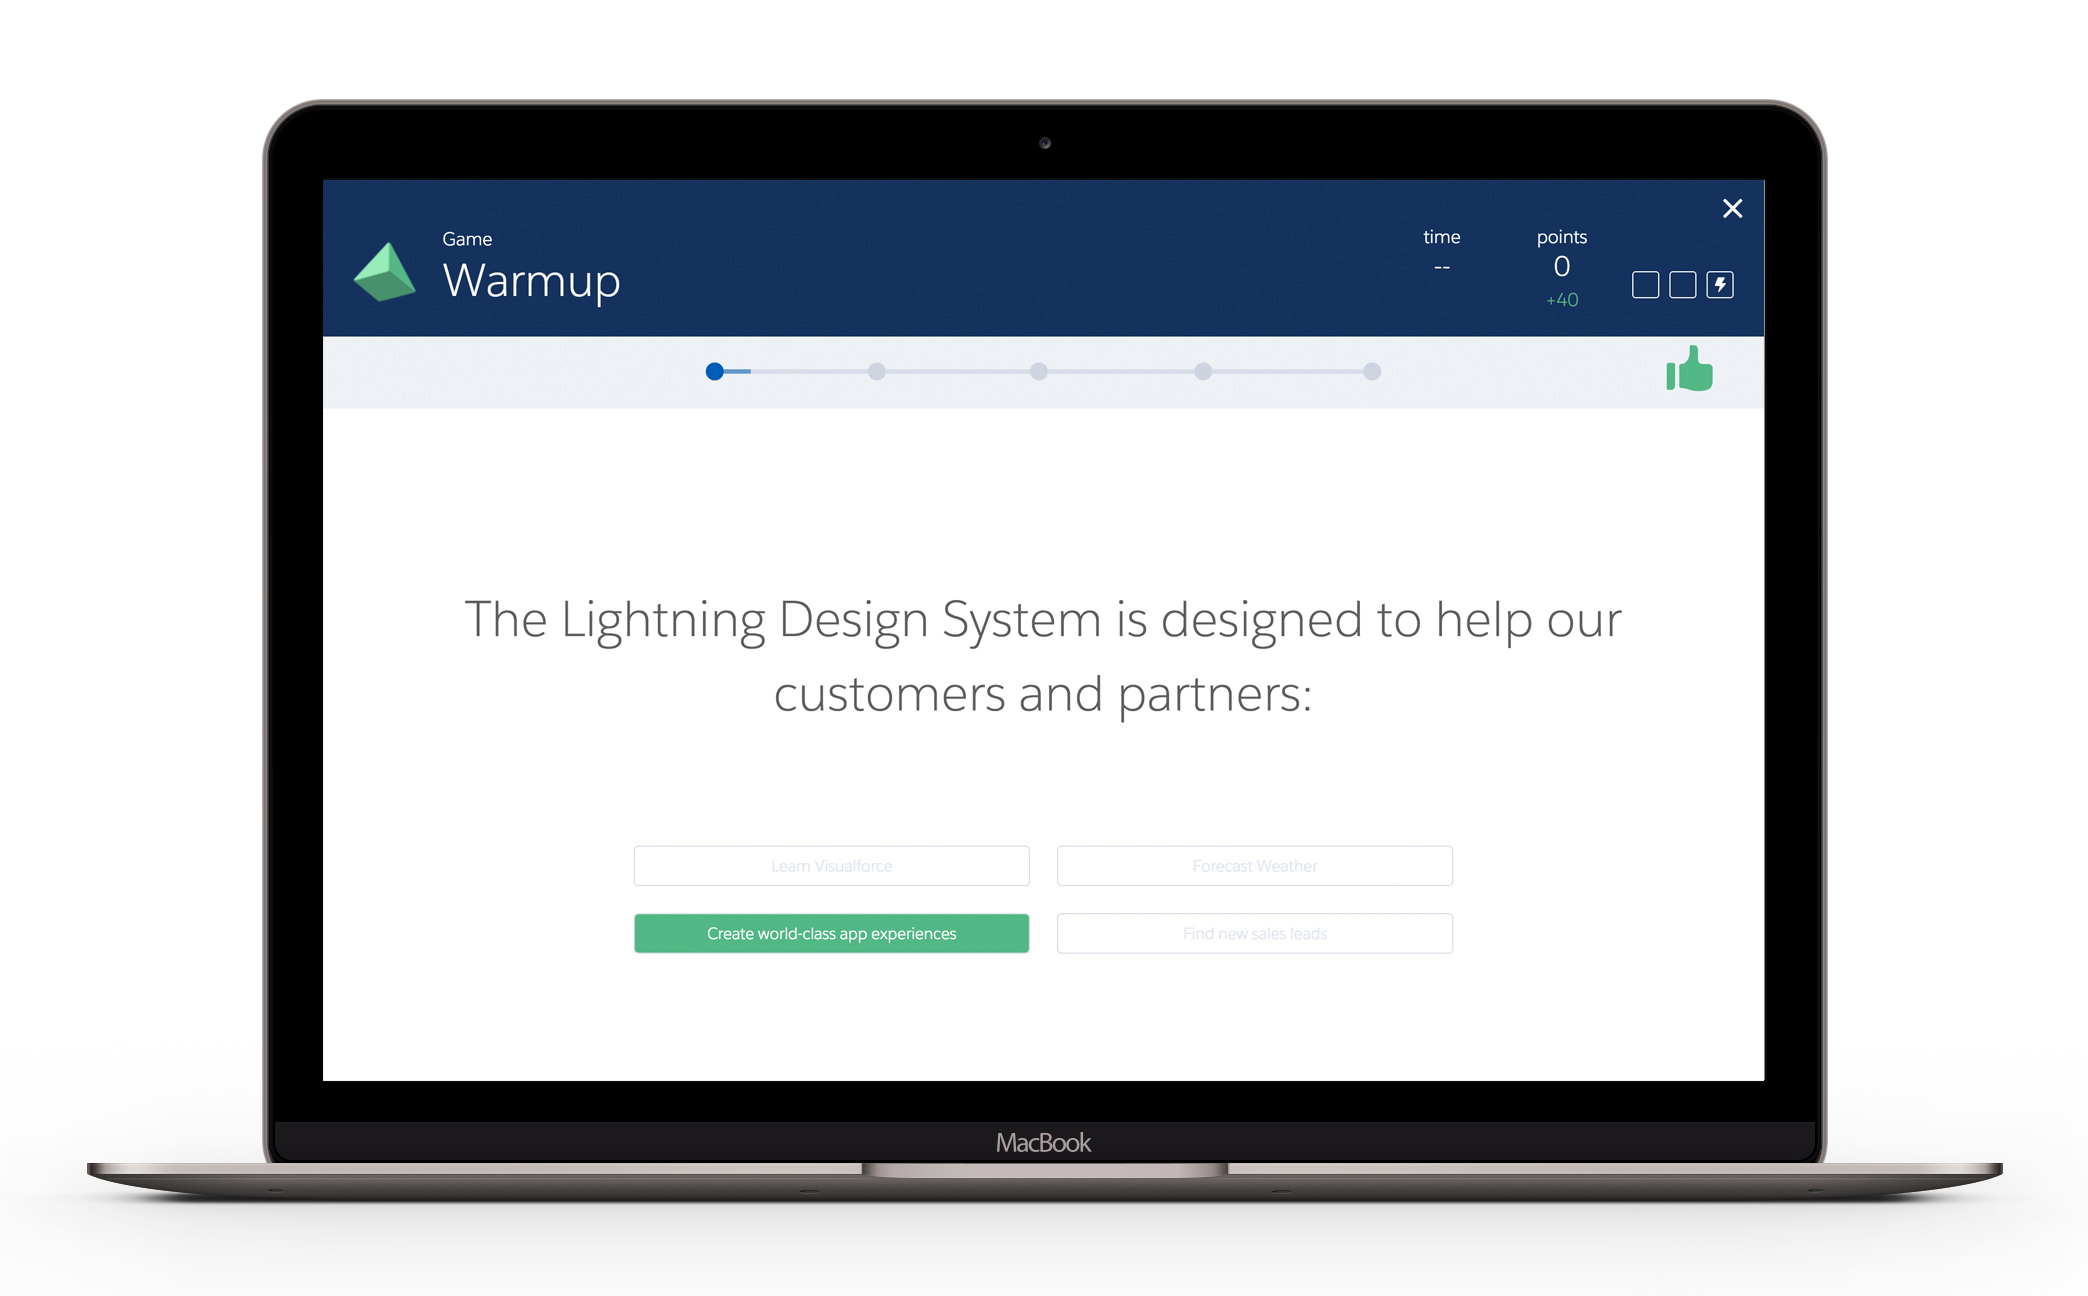 Game
Warmup
time
--
points
0
+40
The Lightning Design System is designed to help our
customers and partners:
Learn Visualforce
Forecast Weather
Create world-class app experiences
Find new sales leads
MacBook